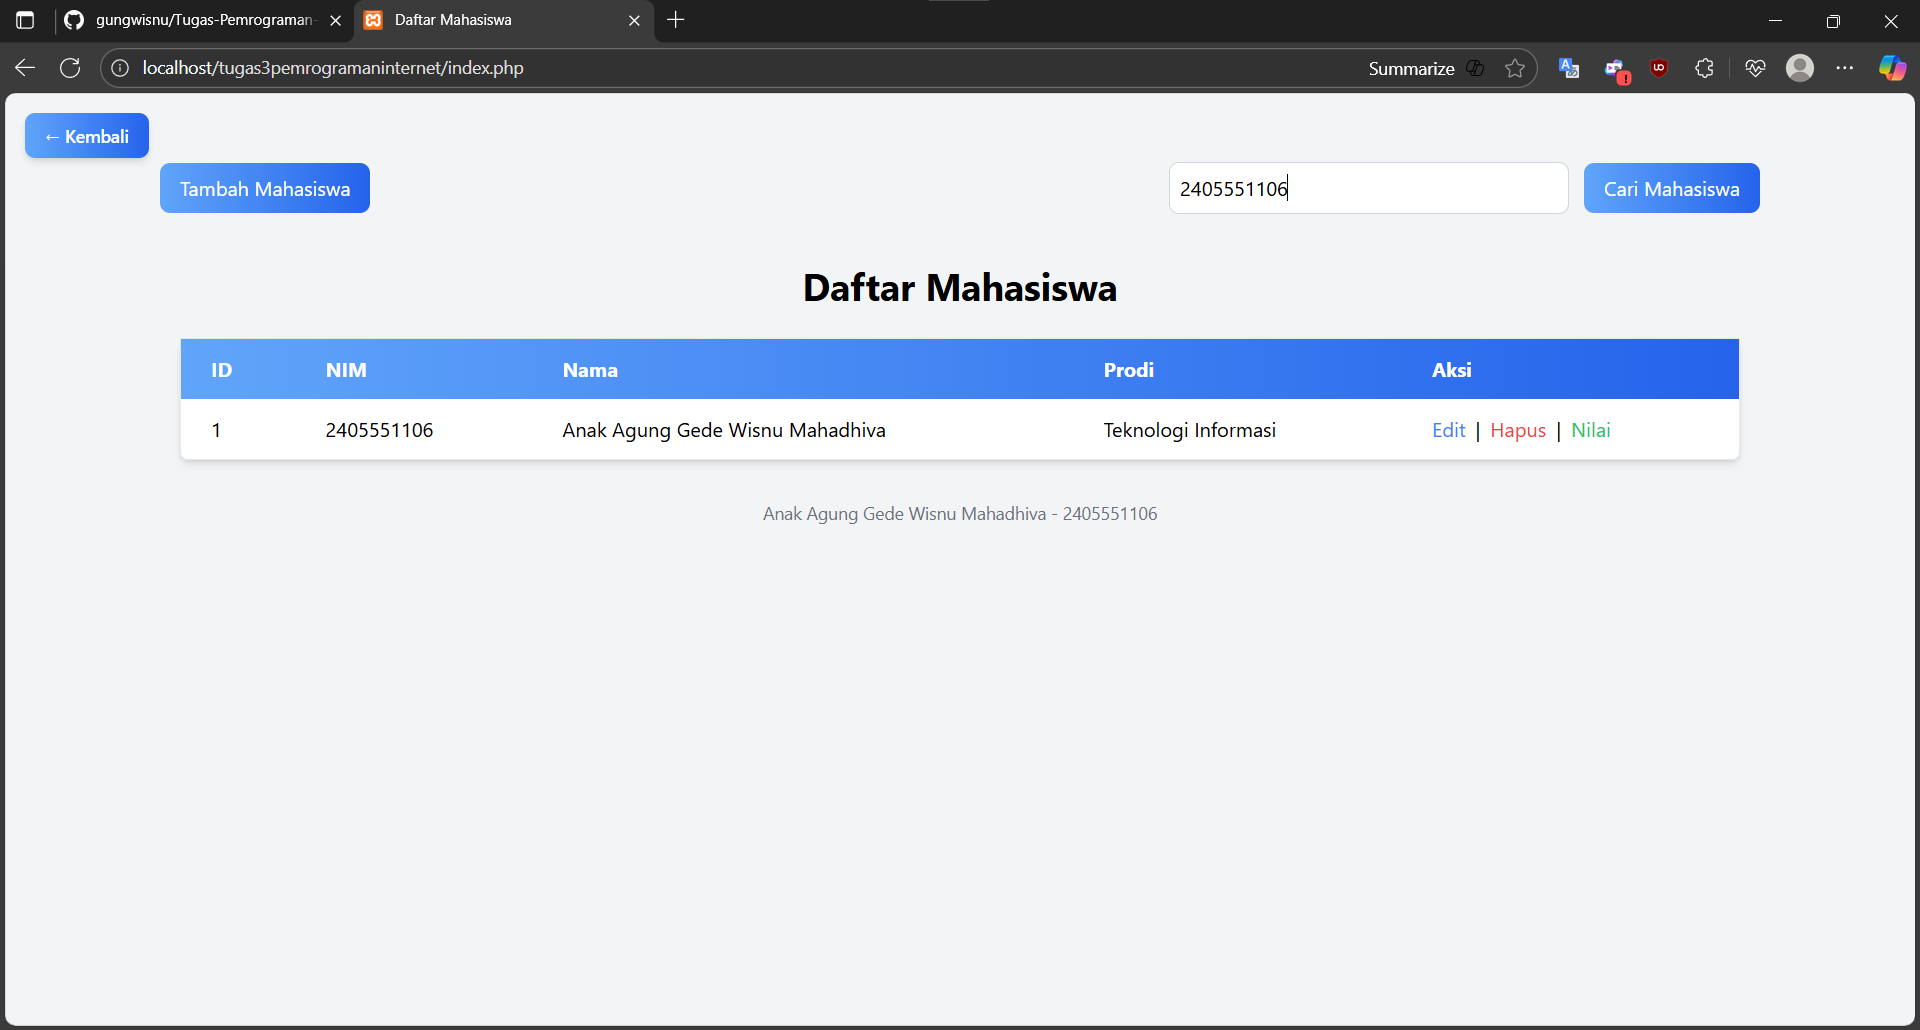 gungwisnu/Tugas-Pemrograman-
Daftar Mahasiswa
localhost/tugas3pemrogramaninternet/index.php
Summarize
← Kembali
Tambah Mahasiswa
2405551106
Cari Mahasiswa
Daftar Mahasiswa
ID NIM Nama Prodi Aksi
1 2405551106 Anak Agung Gede Wisnu Mahadhiva Teknologi Informasi Edit | Hapus | Nilai
Anak Agung Gede Wisnu Mahadhiva - 2405551106